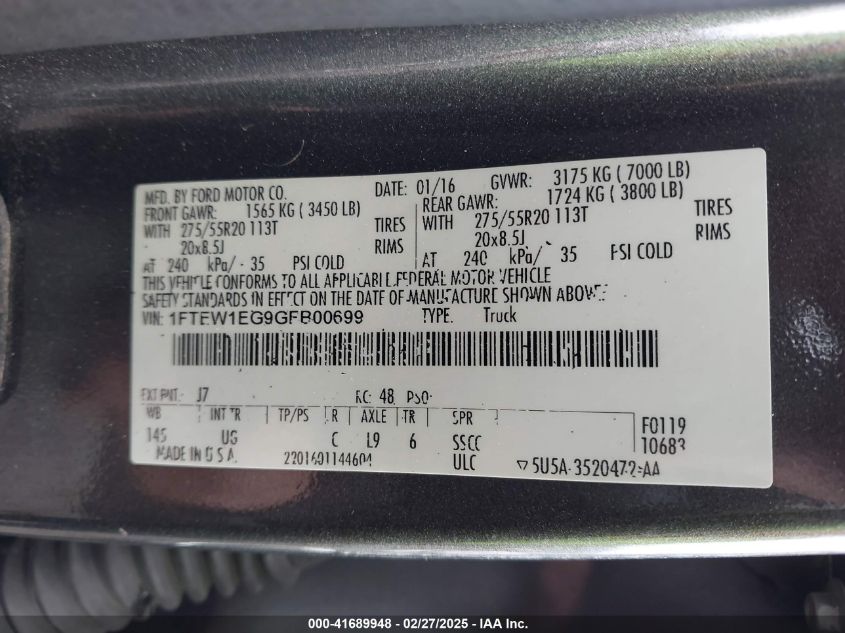 MFD. BY FORD MOTOR CO. DATE: 01/16 GVWR: 3175 KG ( 7000 LB)
FRONT GAWR: 1565 KG ( 3450 LB) REAR GAWR: 1724 KG ( 3800 LB)
WITH 275/55R20 113T TIRES WITH 275/55R20 113T TIRES
20x8.5J RIMS 20x8.5J RIMS
AT 240 kPa/ 35 PSI COLD AT 240 kPa/ 35 PSI COLD
THIS VEHICLE CONFORMS TO ALL APPLICABLE FEDERAL MOTOR VEHICLE
SAFETY STANDARDS IN EFFECT ON THE DATE OF MANUFACTURE SHOWN ABOVE.
VIN: 1FTEW1EG9GFB00699 TYPE: Truck
EXT PNT: J7 RC: 48 PSO:
WB INT TR TP/PS R AXLE TR SPR F0119
145 UG C L9 6 SSCC 10683
MADE IN U.S.A. 2201601144604 ULC ▽ 5U5A-3520472-AA
000-41689948 - 02/27/2025 - IAA Inc.